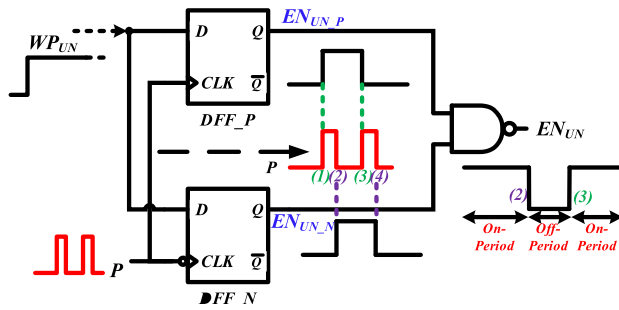 WP_UN
D Q
CLK Q̅
DFF_P
EN_UN_P
P
(1) (2) (3) (4)
EN_UN
D Q
CLK Q̅
DFF_N
EN_UN_N
P
(2) (3)
On-Period
Off-Period
On-Period